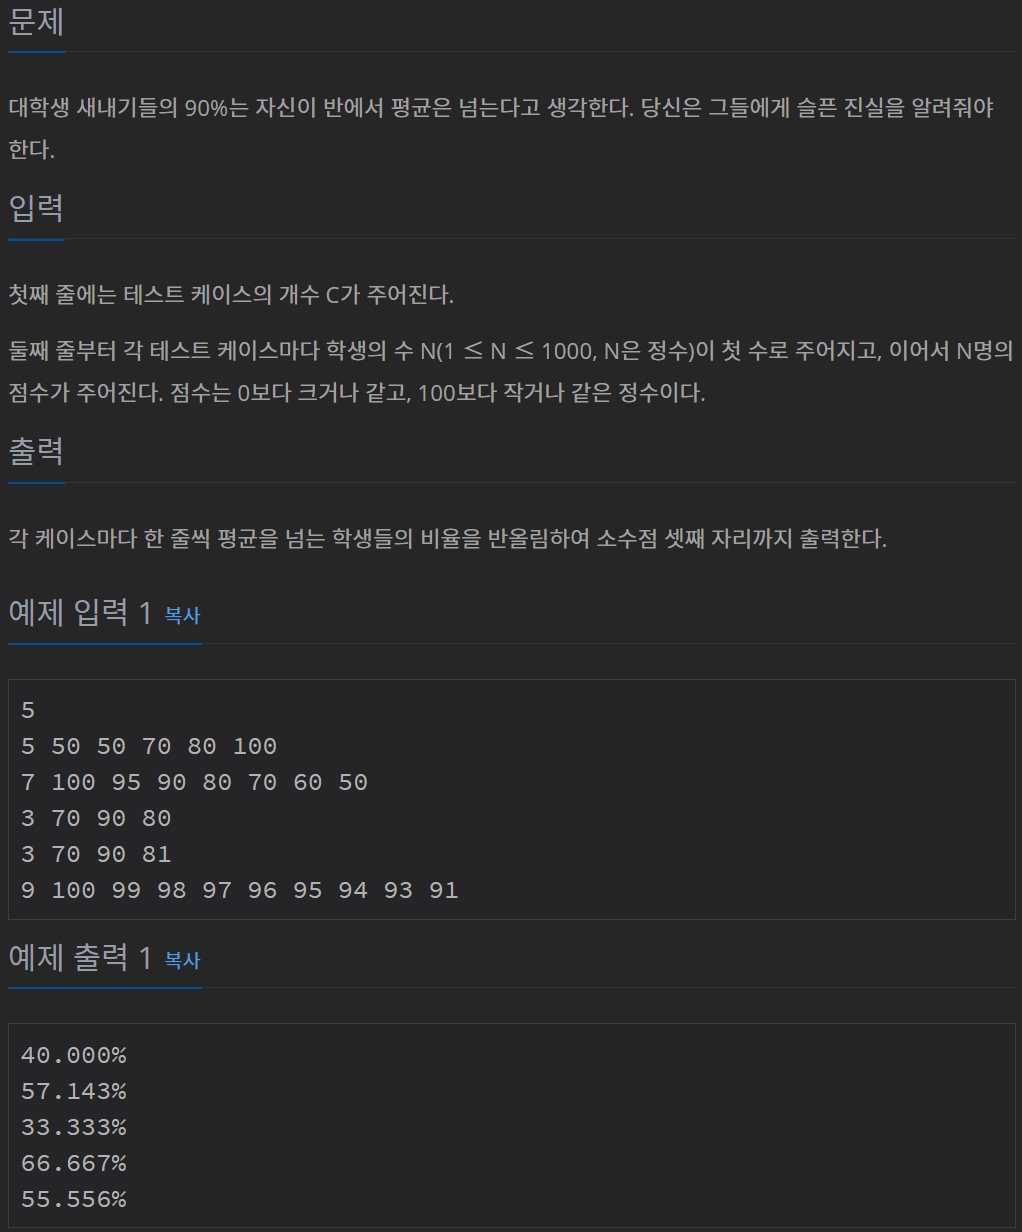 문제
대학생 새내기들의 90%는 자신이 반에서 평균은 넘는다고 생각한다. 당신은 그들에게 슬픈 진실을 알려줘야
한다.
입력
첫째 줄에는 테스트 케이스의 개수 C가 주어진다.
둘째 줄부터 각 테스트 케이스마다 학생의 수 N(1 ≤ N ≤ 1000, N은 정수)이 첫 수로 주어지고, 이어서 N명의
점수가 주어진다. 점수는 0보다 크거나 같고, 100보다 작거나 같은 정수이다.
출력
각 케이스마다 한 줄씩 평균을 넘는 학생들의 비율을 반올림하여 소수점 셋째 자리까지 출력한다.
예제 입력 1 복사
5
5 50 50 70 80 100
7 100 95 90 80 70 60 50
3 70 90 80
3 70 90 81
9 100 99 98 97 96 95 94 93 91
예제 출력 1 복사
40.000%
57.143%
33.333%
66.667%
55.556%